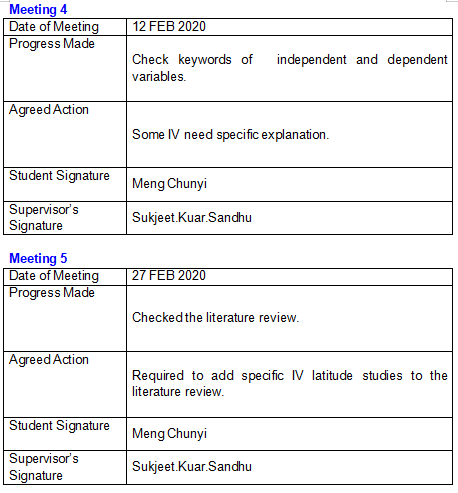 Meeting 4
Date of Meeting 12 FEB 2020
Progress Made
Check keywords of independent and dependent
variables.
Agreed Action
Some IV need specific explanation.
Student Signature
Meng Chunyi
Supervisor's
Signature
Sukjeet.Kuar.Sandhu
Meeting 5
Date of Meeting 27 FEB 2020
Progress Made
Checked the literature review.
Agreed Action
Required to add specific IV latitude studies to the
literature review.
Student Signature
Meng Chunyi
Supervisor's
Signature
Sukjeet.Kuar.Sandhu